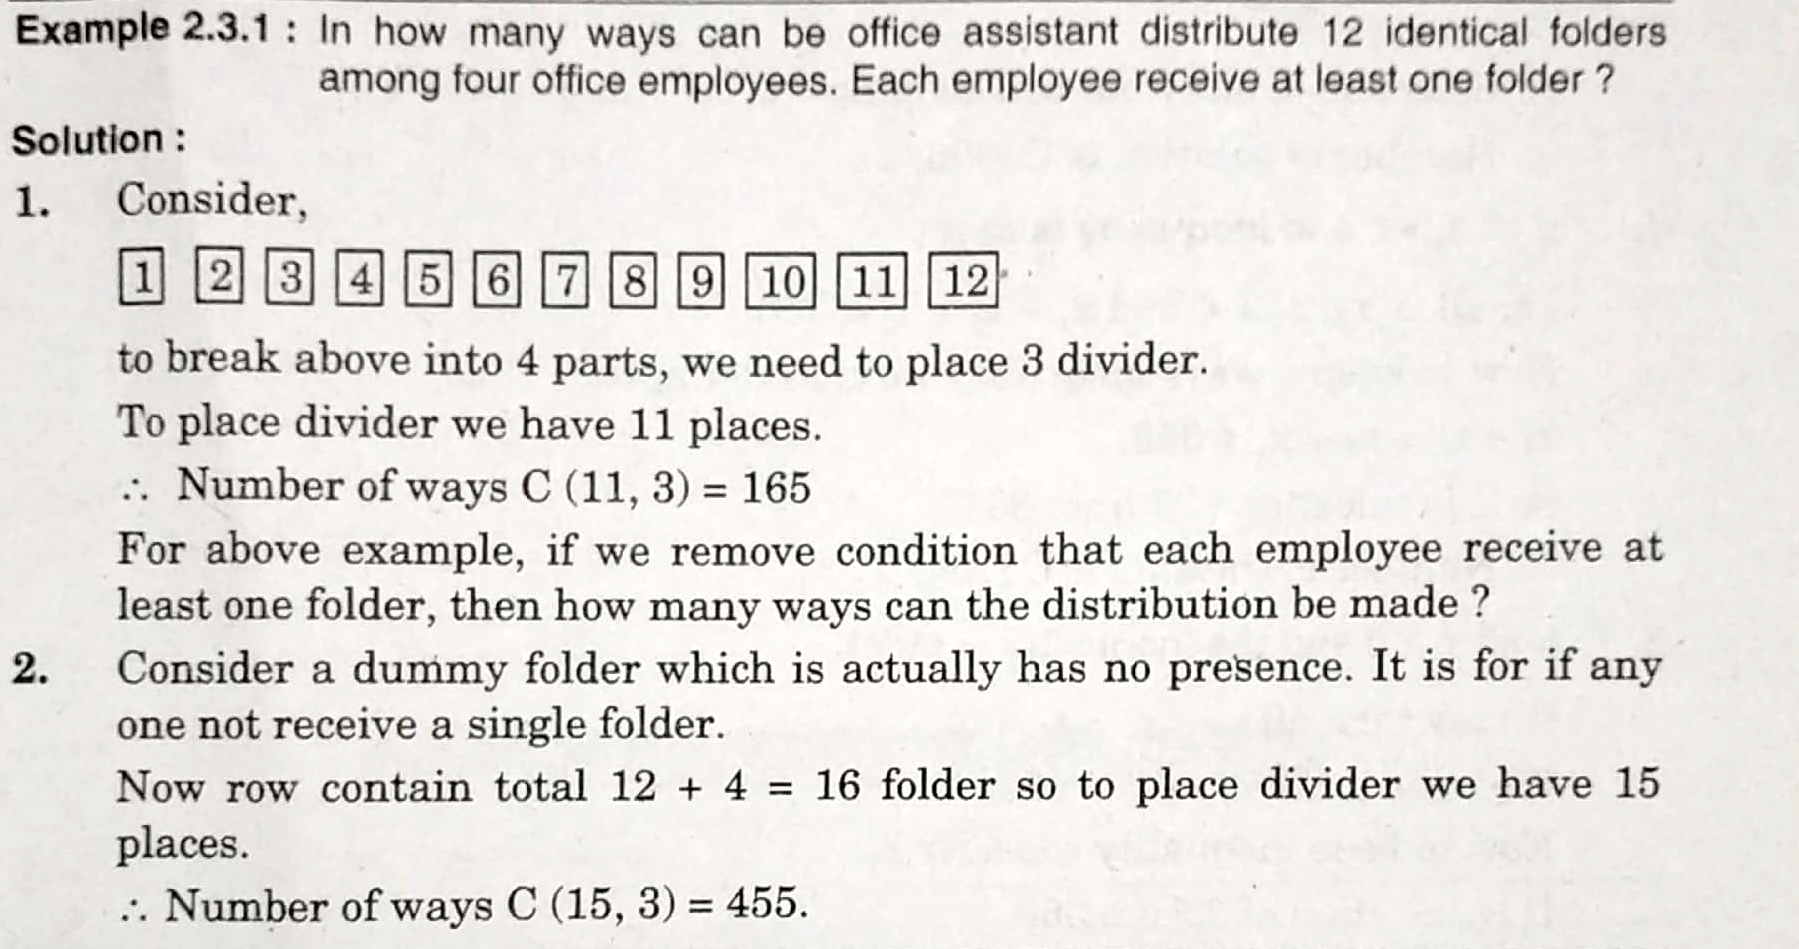 Example 2.3.1 : In how many ways can be office assistant distribute 12 identical folders
among four office employees. Each employee receive at least one folder ?
Solution :
1. Consider,
1 2 3 4 5 6 7 8 9 10 11 12
to break above into 4 parts, we need to place 3 divider.
To place divider we have 11 places.
∴ Number of ways C (11, 3) = 165
For above example, if we remove condition that each employee receive at
least one folder, then how many ways can the distribution be made ?
2. Consider a dummy folder which is actually has no presence. It is for if any
one not receive a single folder.
Now row contain total 12 + 4 = 16 folder so to place divider we have 15
places.
∴ Number of ways C (15, 3) = 455.